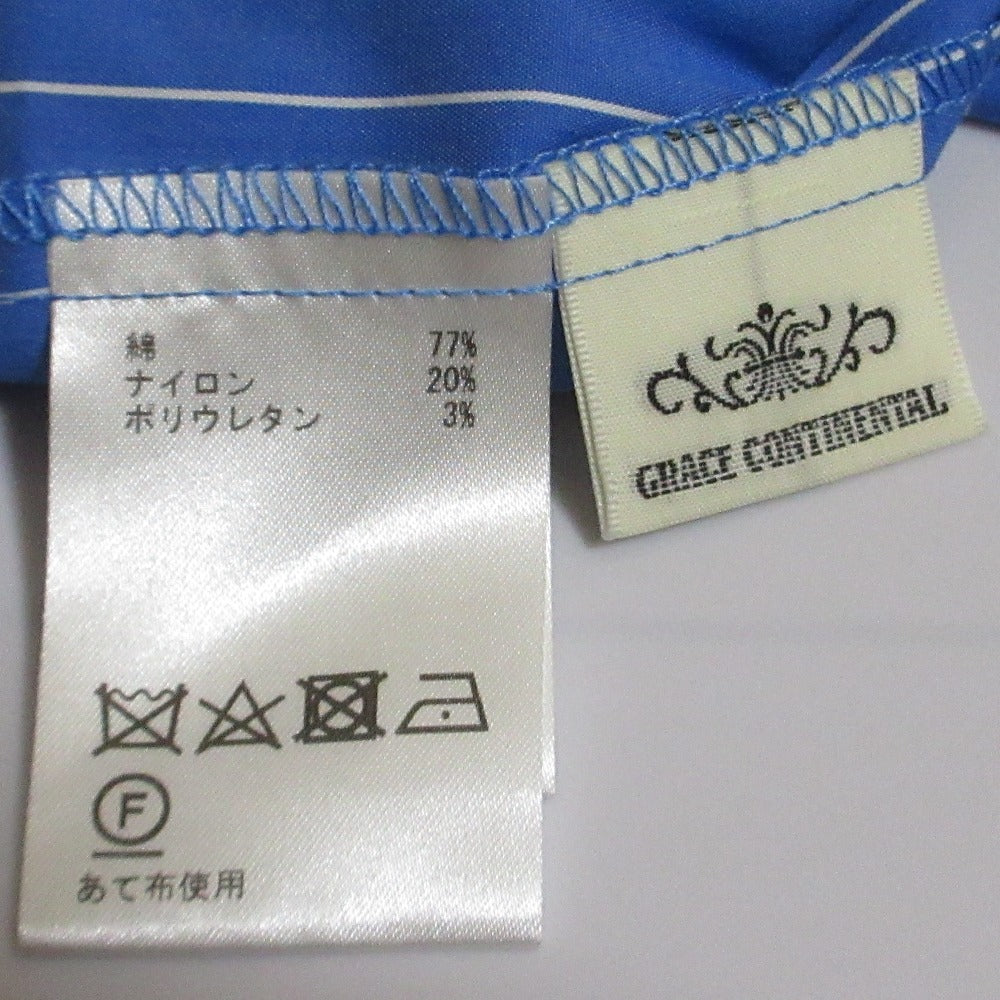 綿 77%
ナイロン 20%
ポリウレタン 3%
F
あて布使用
GRACE CONTINENTAL